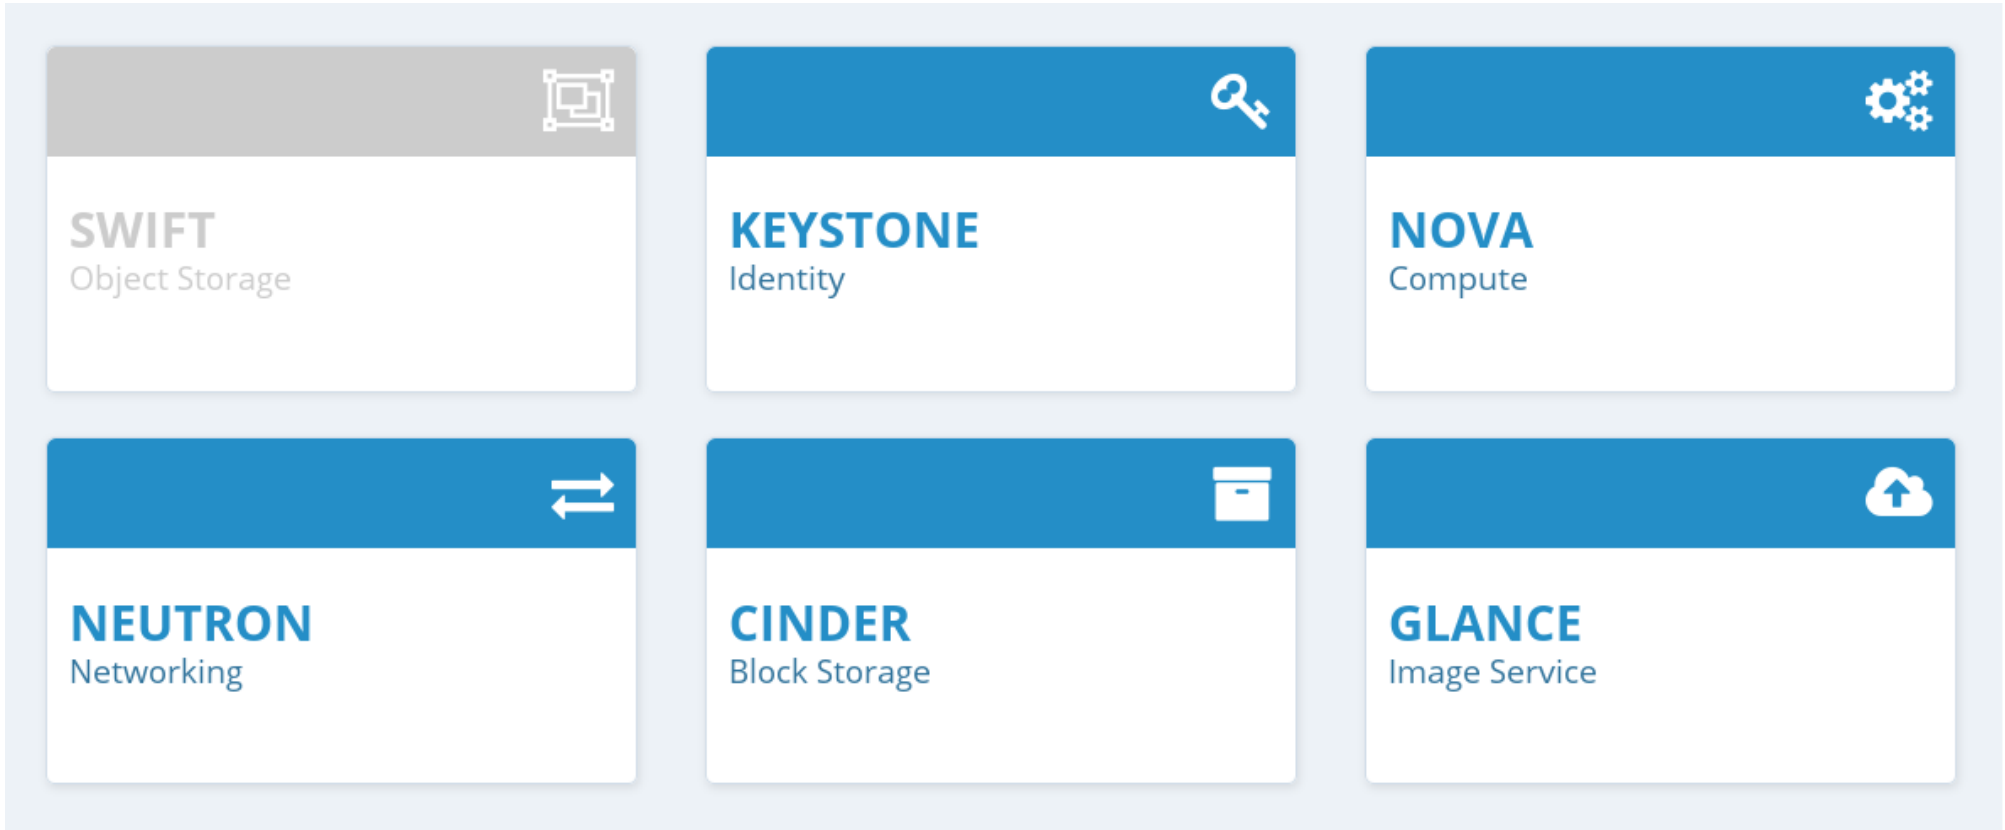 SWIFT
Object Storage
KEYSTONE
Identity
NOVA
Compute
NEUTRON
Networking
CINDER
Block Storage
GLANCE
Image Service